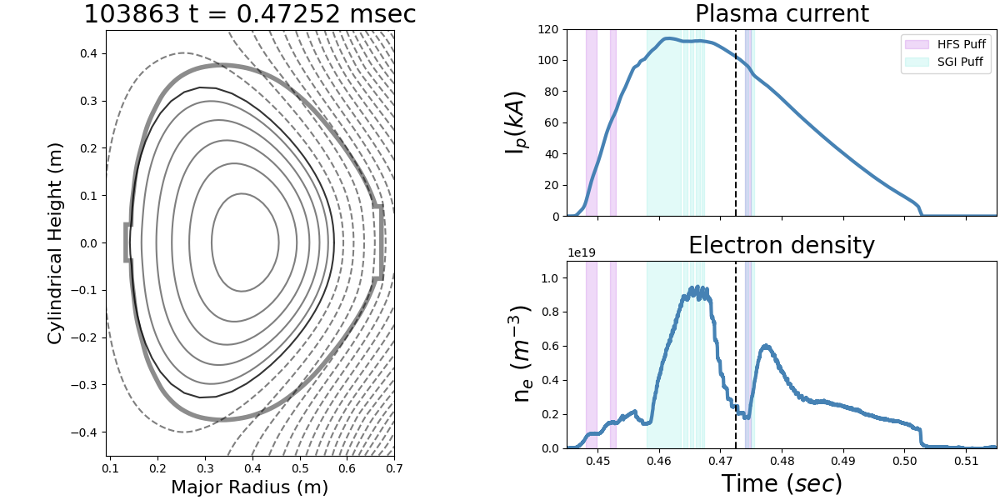 103863 t = 0.47252 msec
Cylindrical Height (m)
0.4
0.3
0.2
0.1
0.0
−0.1
−0.2
−0.3
−0.4
0.1 0.2 0.3 0.4 0.5 0.6 0.7
Major Radius (m)
Plasma current
I_p(kA)
120
100
80
60
40
20
0
HFS Puff
SGI Puff
Electron density
1e19
n_e (m^{−3})
1.0
0.8
0.6
0.4
0.2
0.0
0.45 0.46 0.47 0.48 0.49 0.50 0.51
Time (sec)